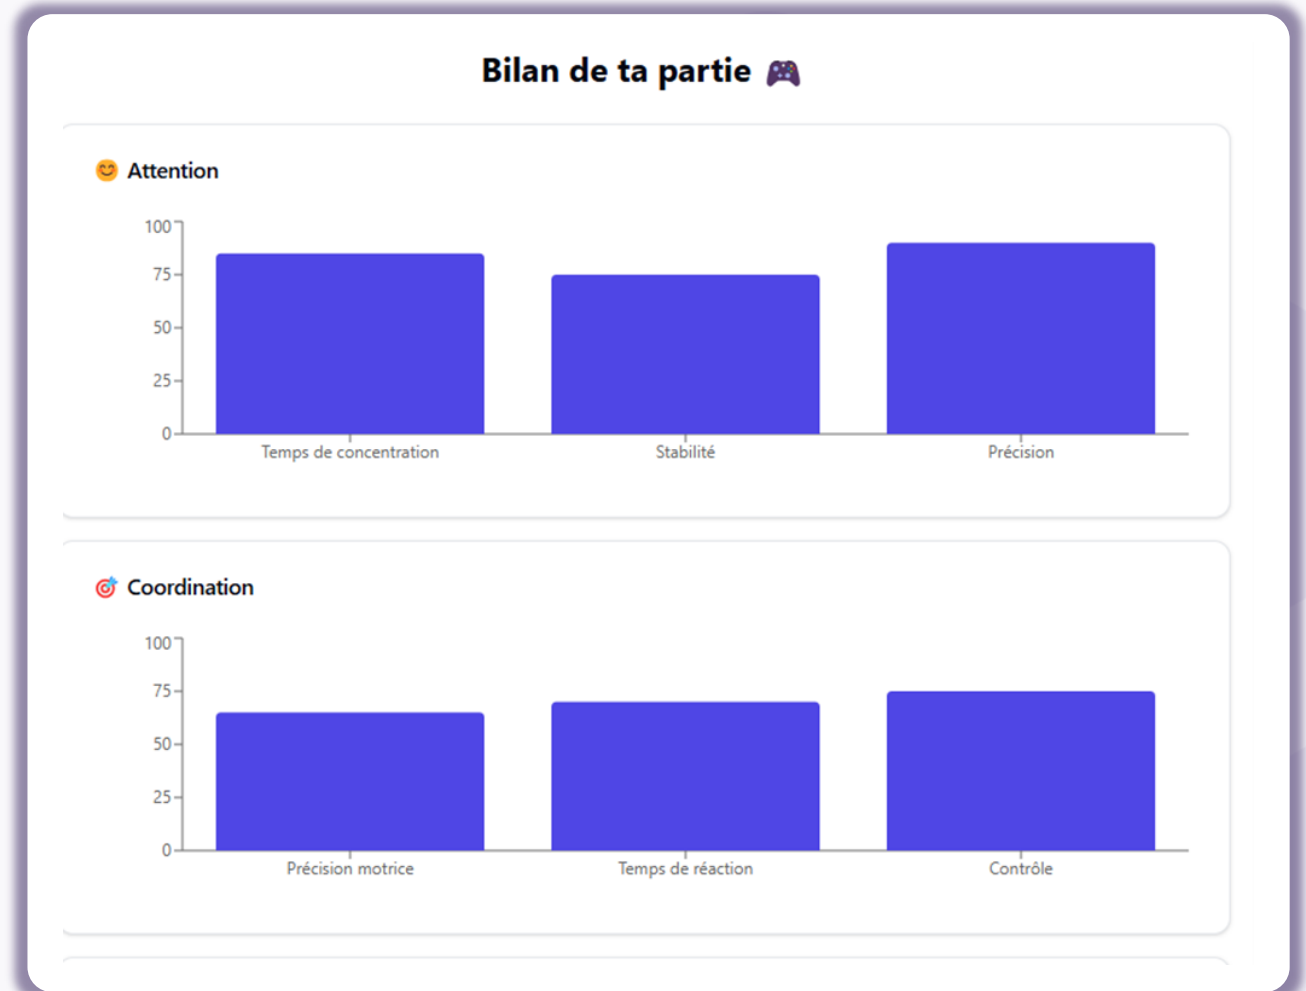 Bilan de ta partie 🎮
😊 Attention
100
75
50
25
0
Temps de concentration Stabilité Précision
🎯 Coordination
100
75
50
25
0
Précision motrice Temps de réaction Contrôle